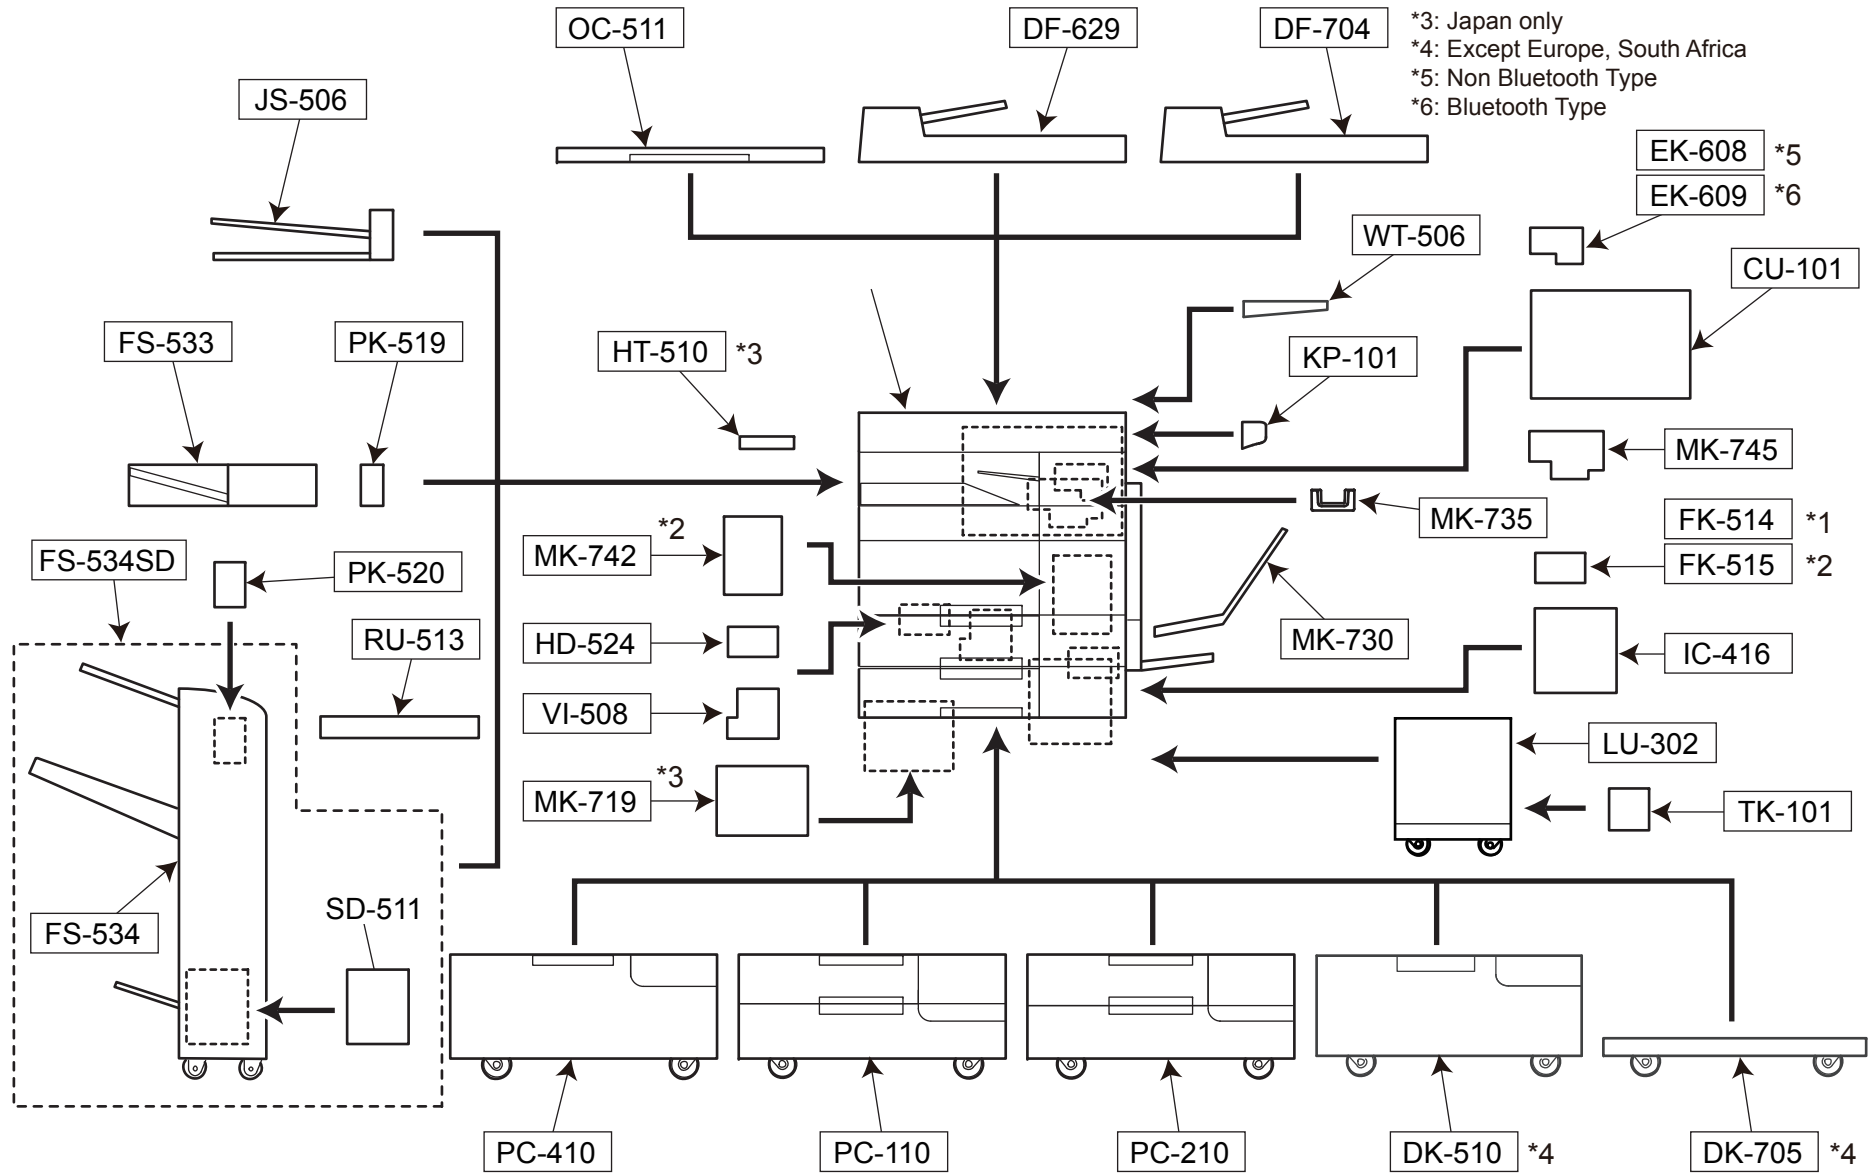 OC-511
DF-629
DF-704
*3: Japan only
*4: Except Europe, South Africa
*5: Non Bluetooth Type
*6: Bluetooth Type
JS-506
EK-608 *5
EK-609 *6
WT-506
CU-101
FS-533
PK-519
HT-510 *3
KP-101
MK-745
MK-735
FK-514 *1
FK-515 *2
MK-742 *2
FS-534SD
PK-520
RU-513
HD-524
MK-730
IC-416
VI-508
LU-302
MK-719 *3
TK-101
FS-534
SD-511
PC-410
PC-110
PC-210
DK-510 *4
DK-705 *4